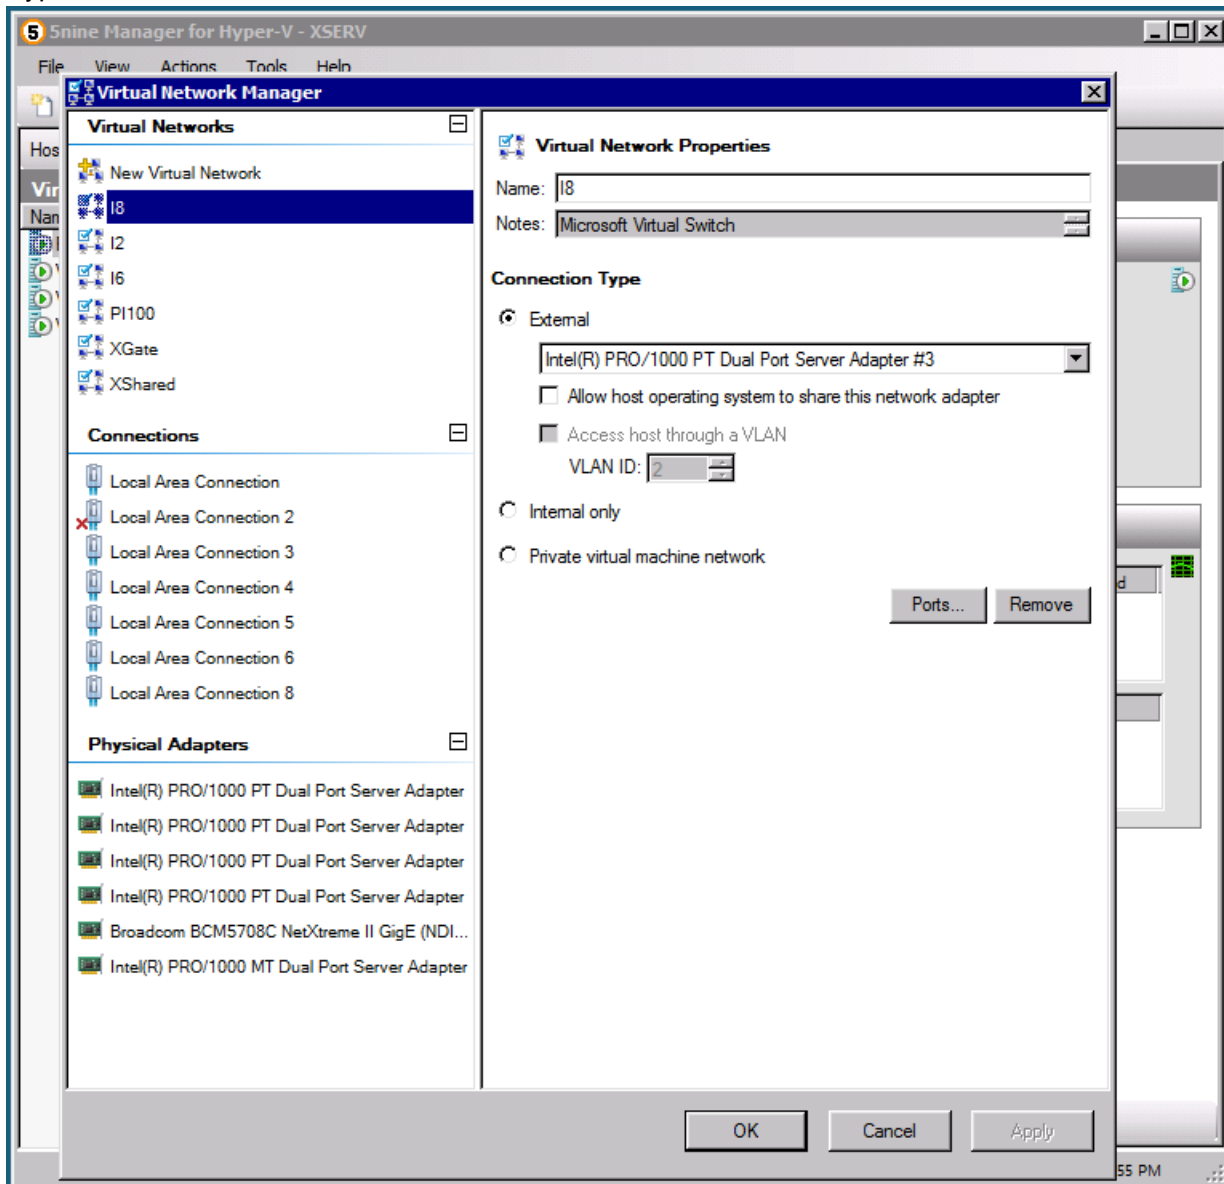 5nine Manager for Hyper-V - XSERV
File View Actions Tools Help
Virtual Network Manager
Virtual Networks
New Virtual Network
I8
I2
I6
PI100
XGate
XShared
Connections
Local Area Connection
Local Area Connection 2
Local Area Connection 3
Local Area Connection 4
Local Area Connection 5
Local Area Connection 6
Local Area Connection 8
Physical Adapters
Intel(R) PRO/1000 PT Dual Port Server Adapter
Intel(R) PRO/1000 PT Dual Port Server Adapter
Intel(R) PRO/1000 PT Dual Port Server Adapter
Intel(R) PRO/1000 PT Dual Port Server Adapter
Broadcom BCM5708C NetXtreme II GigE (NDI...
Intel(R) PRO/1000 MT Dual Port Server Adapter
Virtual Network Properties
Name: I8
Notes: Microsoft Virtual Switch
Connection Type
External
Intel(R) PRO/1000 PT Dual Port Server Adapter #3
Allow host operating system to share this network adapter
Access host through a VLAN
VLAN ID: 2
Internal only
Private virtual machine network
Ports... Remove
OK Cancel Apply
Hos
Vir
Nan
d
55 PM